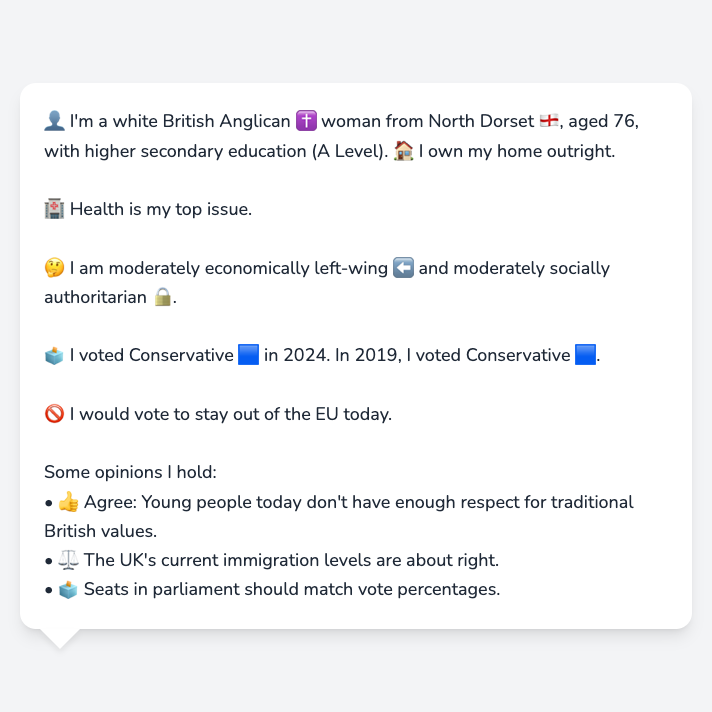 👤 I'm a white British Anglican ✝️ woman from North Dorset 🏴󠁧󠁢󠁥󠁮󠁧󠁿, aged 76,
with higher secondary education (A Level). 🏠 I own my home outright.
🏥 Health is my top issue.
🤔 I am moderately economically left-wing ⬅️ and moderately socially
authoritarian 🔒.
🗳️ I voted Conservative 🟦 in 2024. In 2019, I voted Conservative 🟦.
🚫 I would vote to stay out of the EU today.
Some opinions I hold:
• 👍 Agree: Young people today don't have enough respect for traditional
British values.
• ⚖️ The UK's current immigration levels are about right.
• 🗳️ Seats in parliament should match vote percentages.